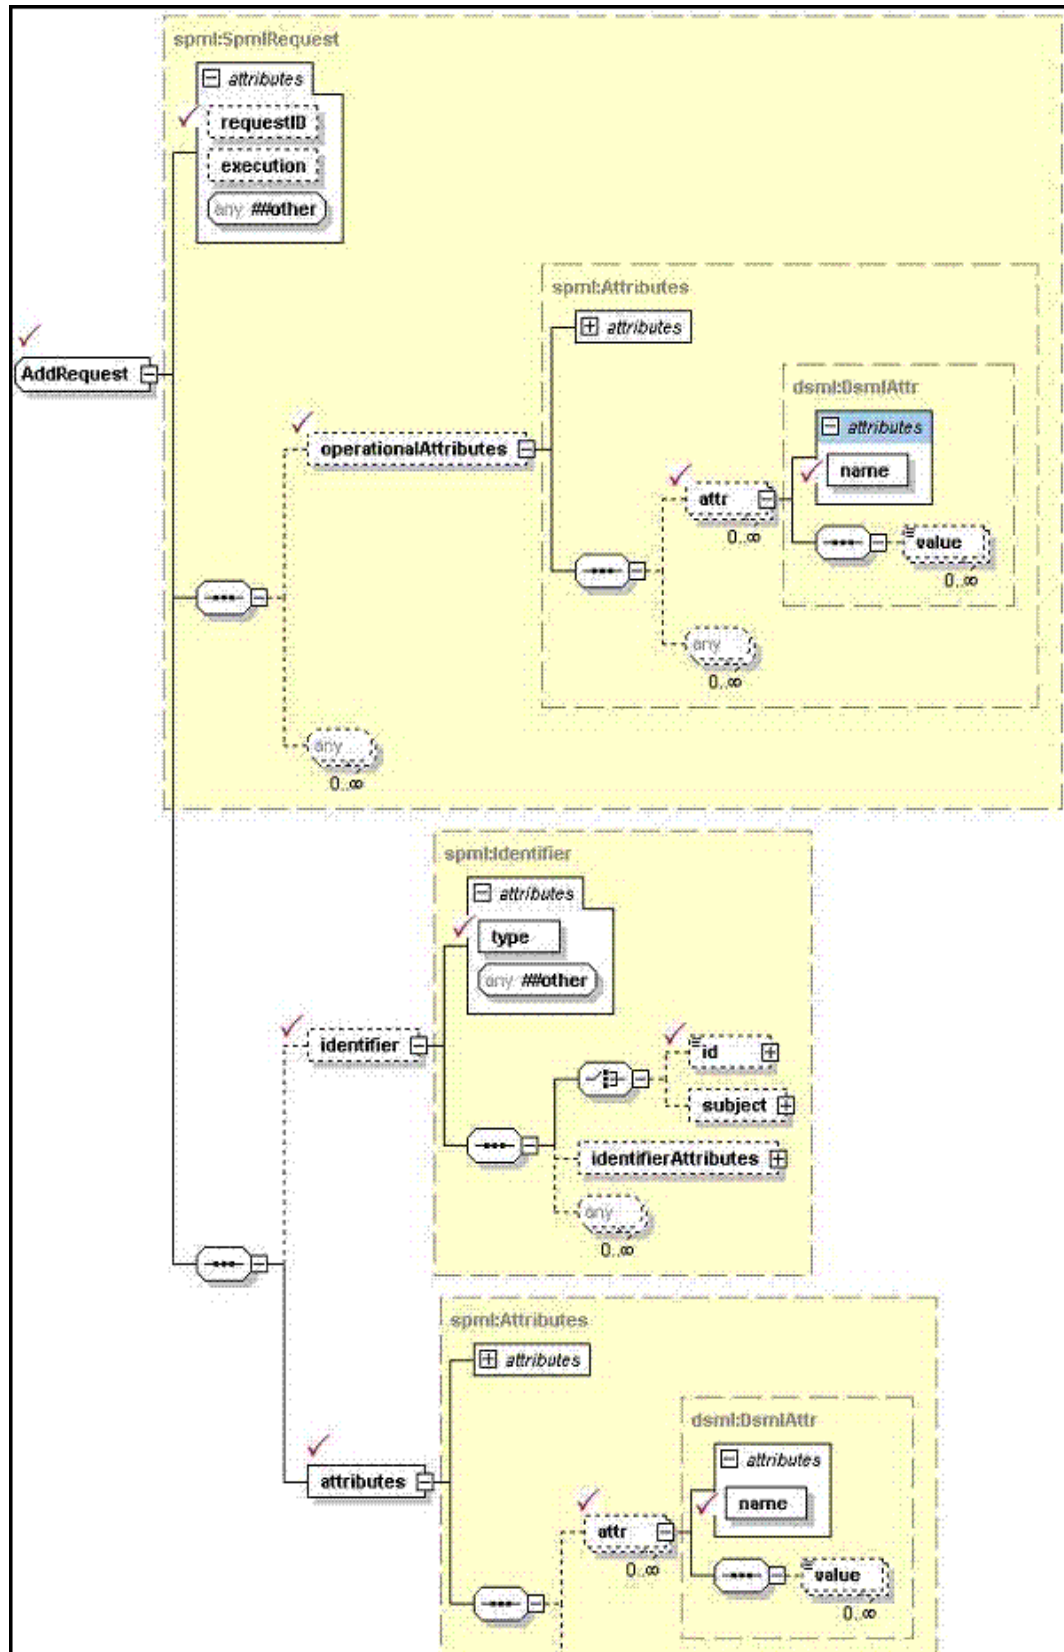 spml:SpmlRequest
attributes
requestID
execution
any ##other
spml:Attributes
attributes
AddRequest
dsml:DsmlAttr
attributes
operationalAttributes
name
attr
0..∞
value
0..∞
any
0..∞
any
0..∞
spml:Identifier
attributes
type
any ##other
identifier
id
subject
identifierAttributes
any
0..∞
spml:Attributes
attributes
dsml:DsmlAttr
attributes
attributes
name
attr
0..∞
value
0..∞